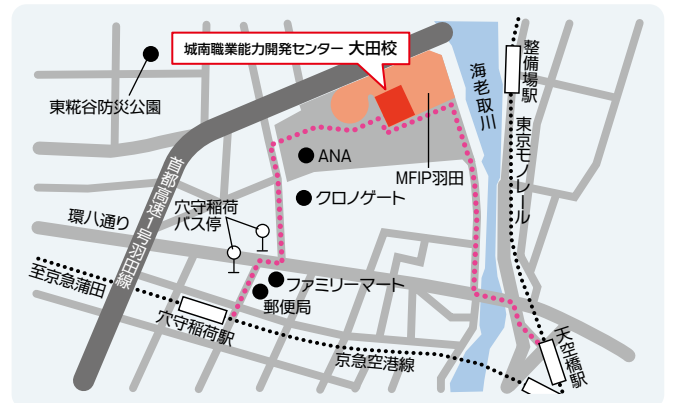 城南職業能力開発センター 大田校
東糀谷防災公園
整備場駅
海老取川
東京モノレール
ANA
MFIP羽田
クロノゲート
首都高速1号羽田線
穴守稲荷
バス停
環八通り
至京急蒲田
ファミリーマート
郵便局
穴守稲荷駅
京急空港線
天空橋駅